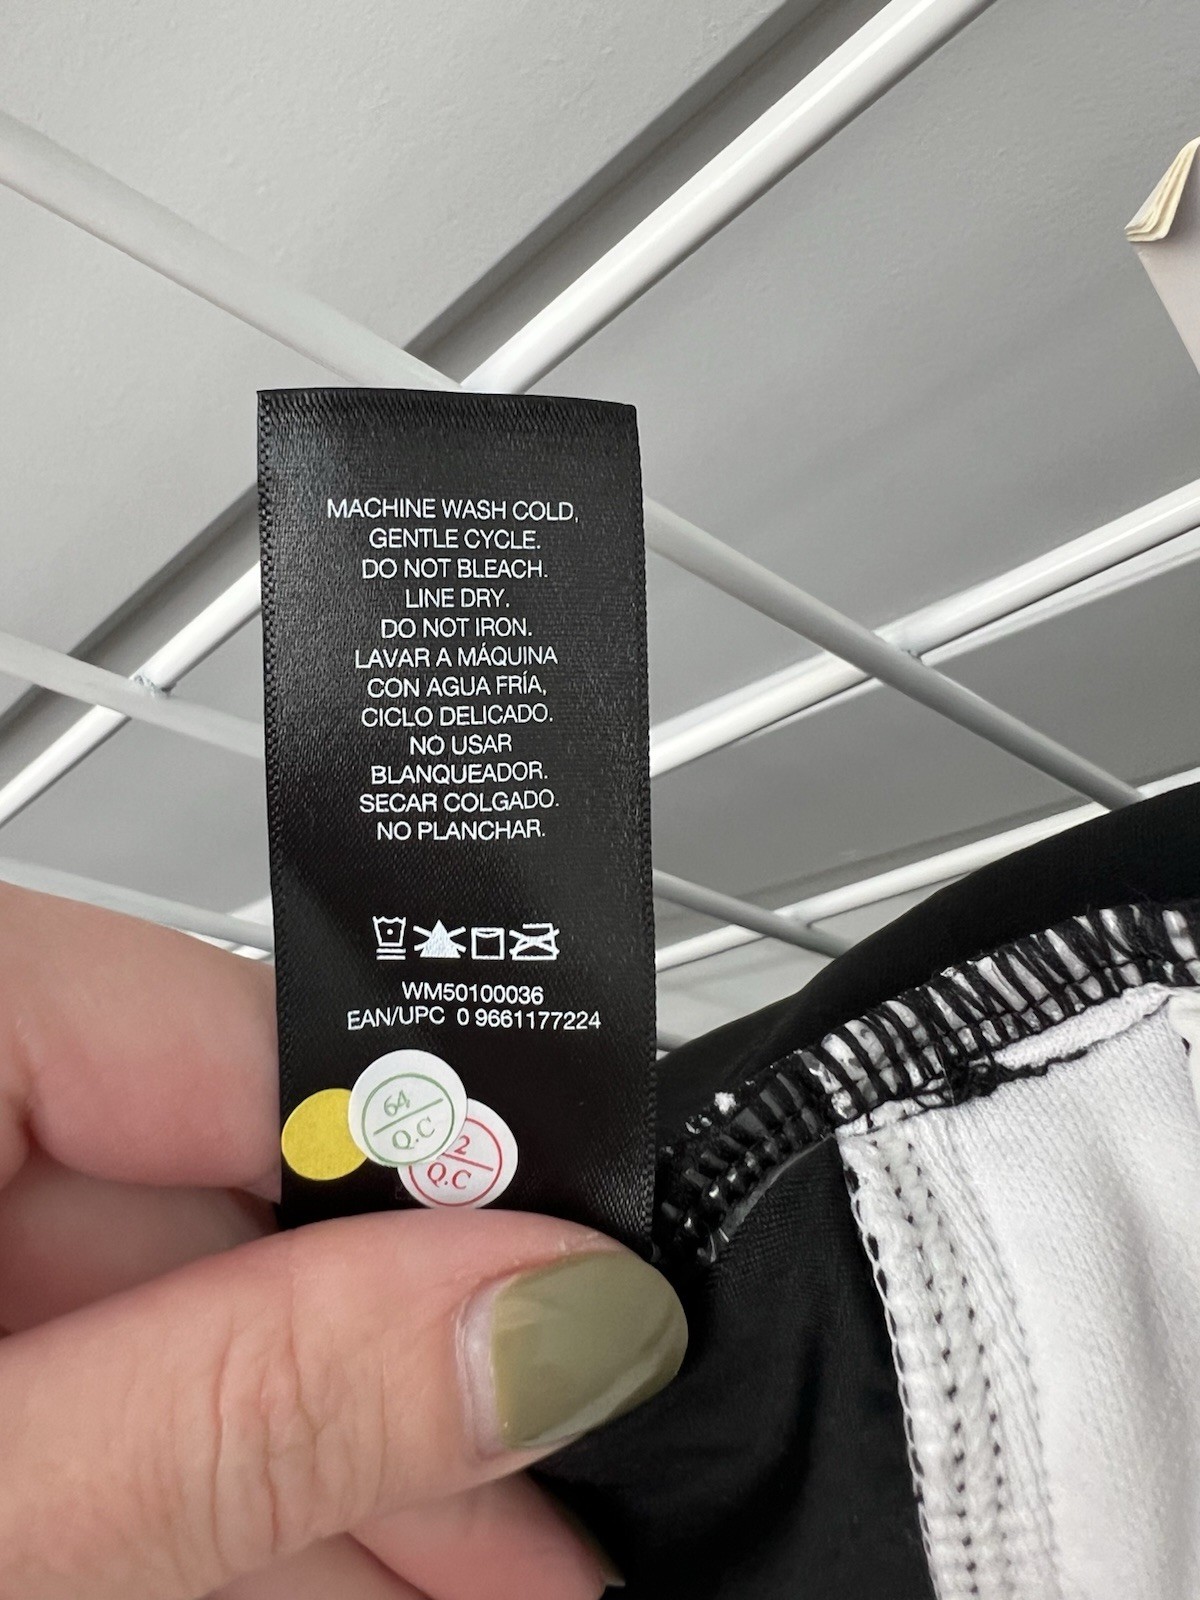 MACHINE WASH COLD,
GENTLE CYCLE.
DO NOT BLEACH.
LINE DRY.
DO NOT IRON.
LAVAR A MÁQUINA
CON AGUA FRÍA,
CICLO DELICADO.
NO USAR
BLANQUEADOR.
SECAR COLGADO.
NO PLANCHAR.
WM50100036
EAN/UPC 0 9661177224
64
Q.C
2
Q.C